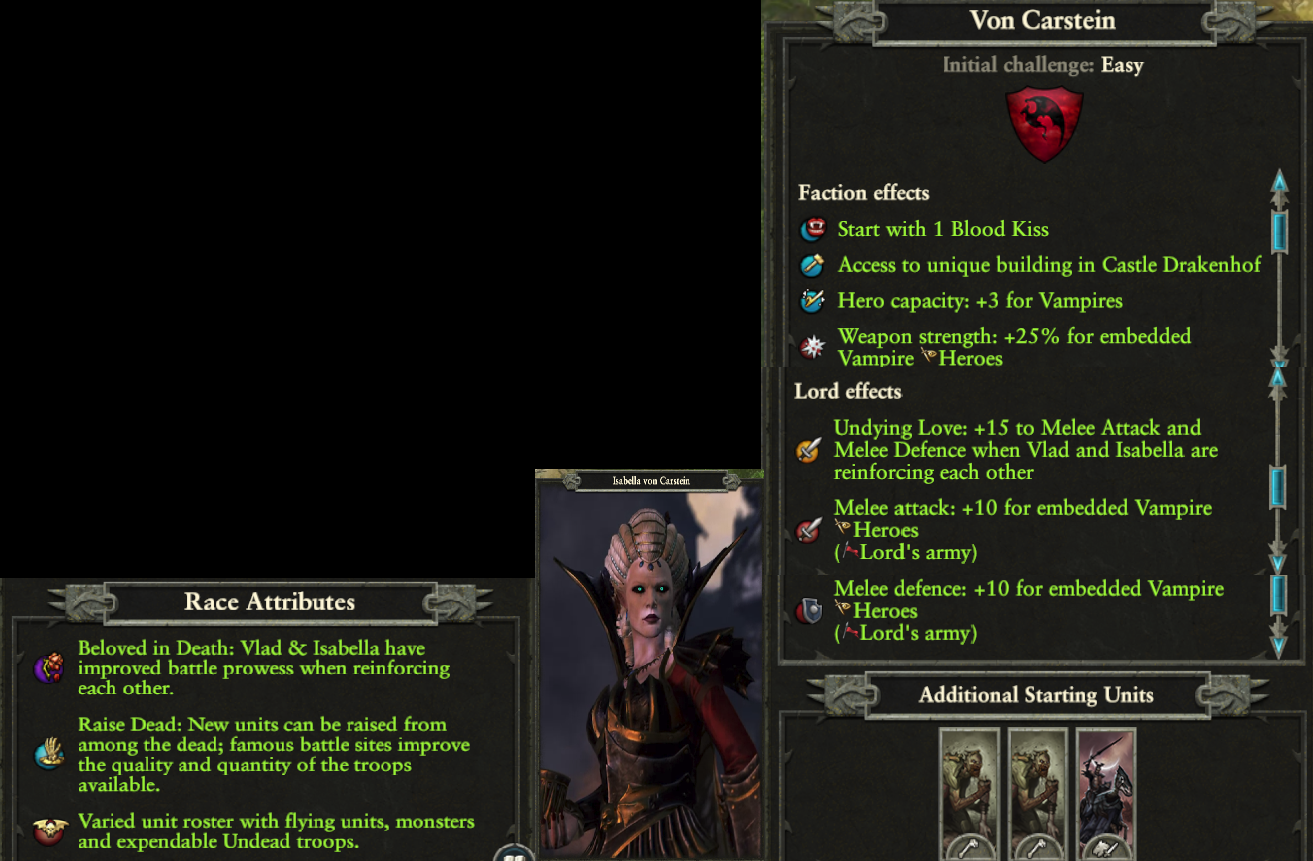 Von Carstein
Initial challenge: Easy
Faction effects
Start with 1 Blood Kiss
Access to unique building in Castle Drakenhof
Hero capacity: +3 for Vampires
Weapon strength: +25% for embedded
Vampire Heroes
Lord effects
Undying Love: +15 to Melee Attack and
Melee Defence when Vlad and Isabella are
reinforcing each other
Melee attack: +10 for embedded Vampire
Heroes
(Lord's army)
Melee defence: +10 for embedded Vampire
Heroes
(Lord's army)
Additional Starting Units
Isabella von Carstein
Race Attributes
Beloved in Death: Vlad & Isabella have
improved battle prowess when reinforcing
each other.
Raise Dead: New units can be raised from
among the dead; famous battle sites improve
the quality and quantity of the troops
available.
Varied unit roster with flying units, monsters
and expendable Undead troops.